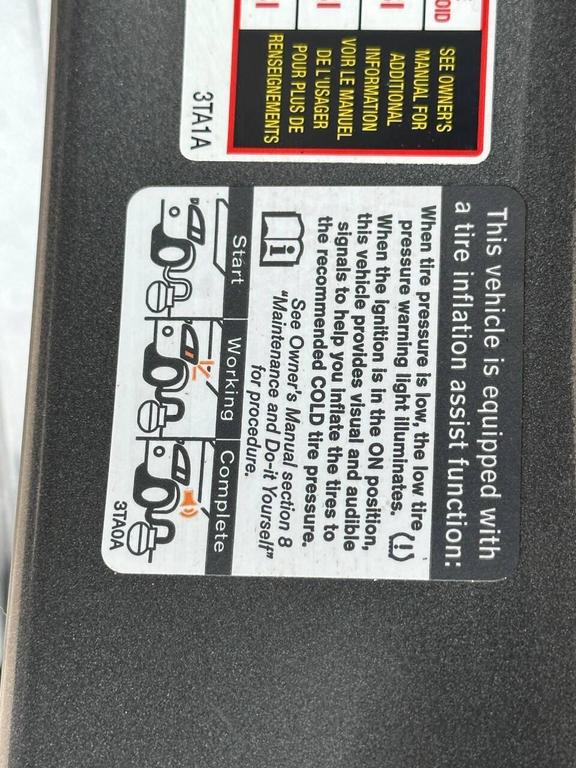 SEE OWNER'S
MANUAL FOR
ADDITIONAL
INFORMATION
VOIR LE MANUEL
DE L'USAGER
POUR PLUS DE
RENSEIGNEMENTS
3TA1A
This vehicle is equipped with
a tire inflation assist function:
When tire pressure is low, the low tire
pressure warning light illuminates. (!)
When the ignition is in the ON position,
this vehicle provides visual and audible
signals to help you inflate the tires to
the recommended COLD tire pressure.
See Owner's Manual section 8
"Maintenance and Do-it Yourself"
for procedure.
Start Working Complete
3TA0A